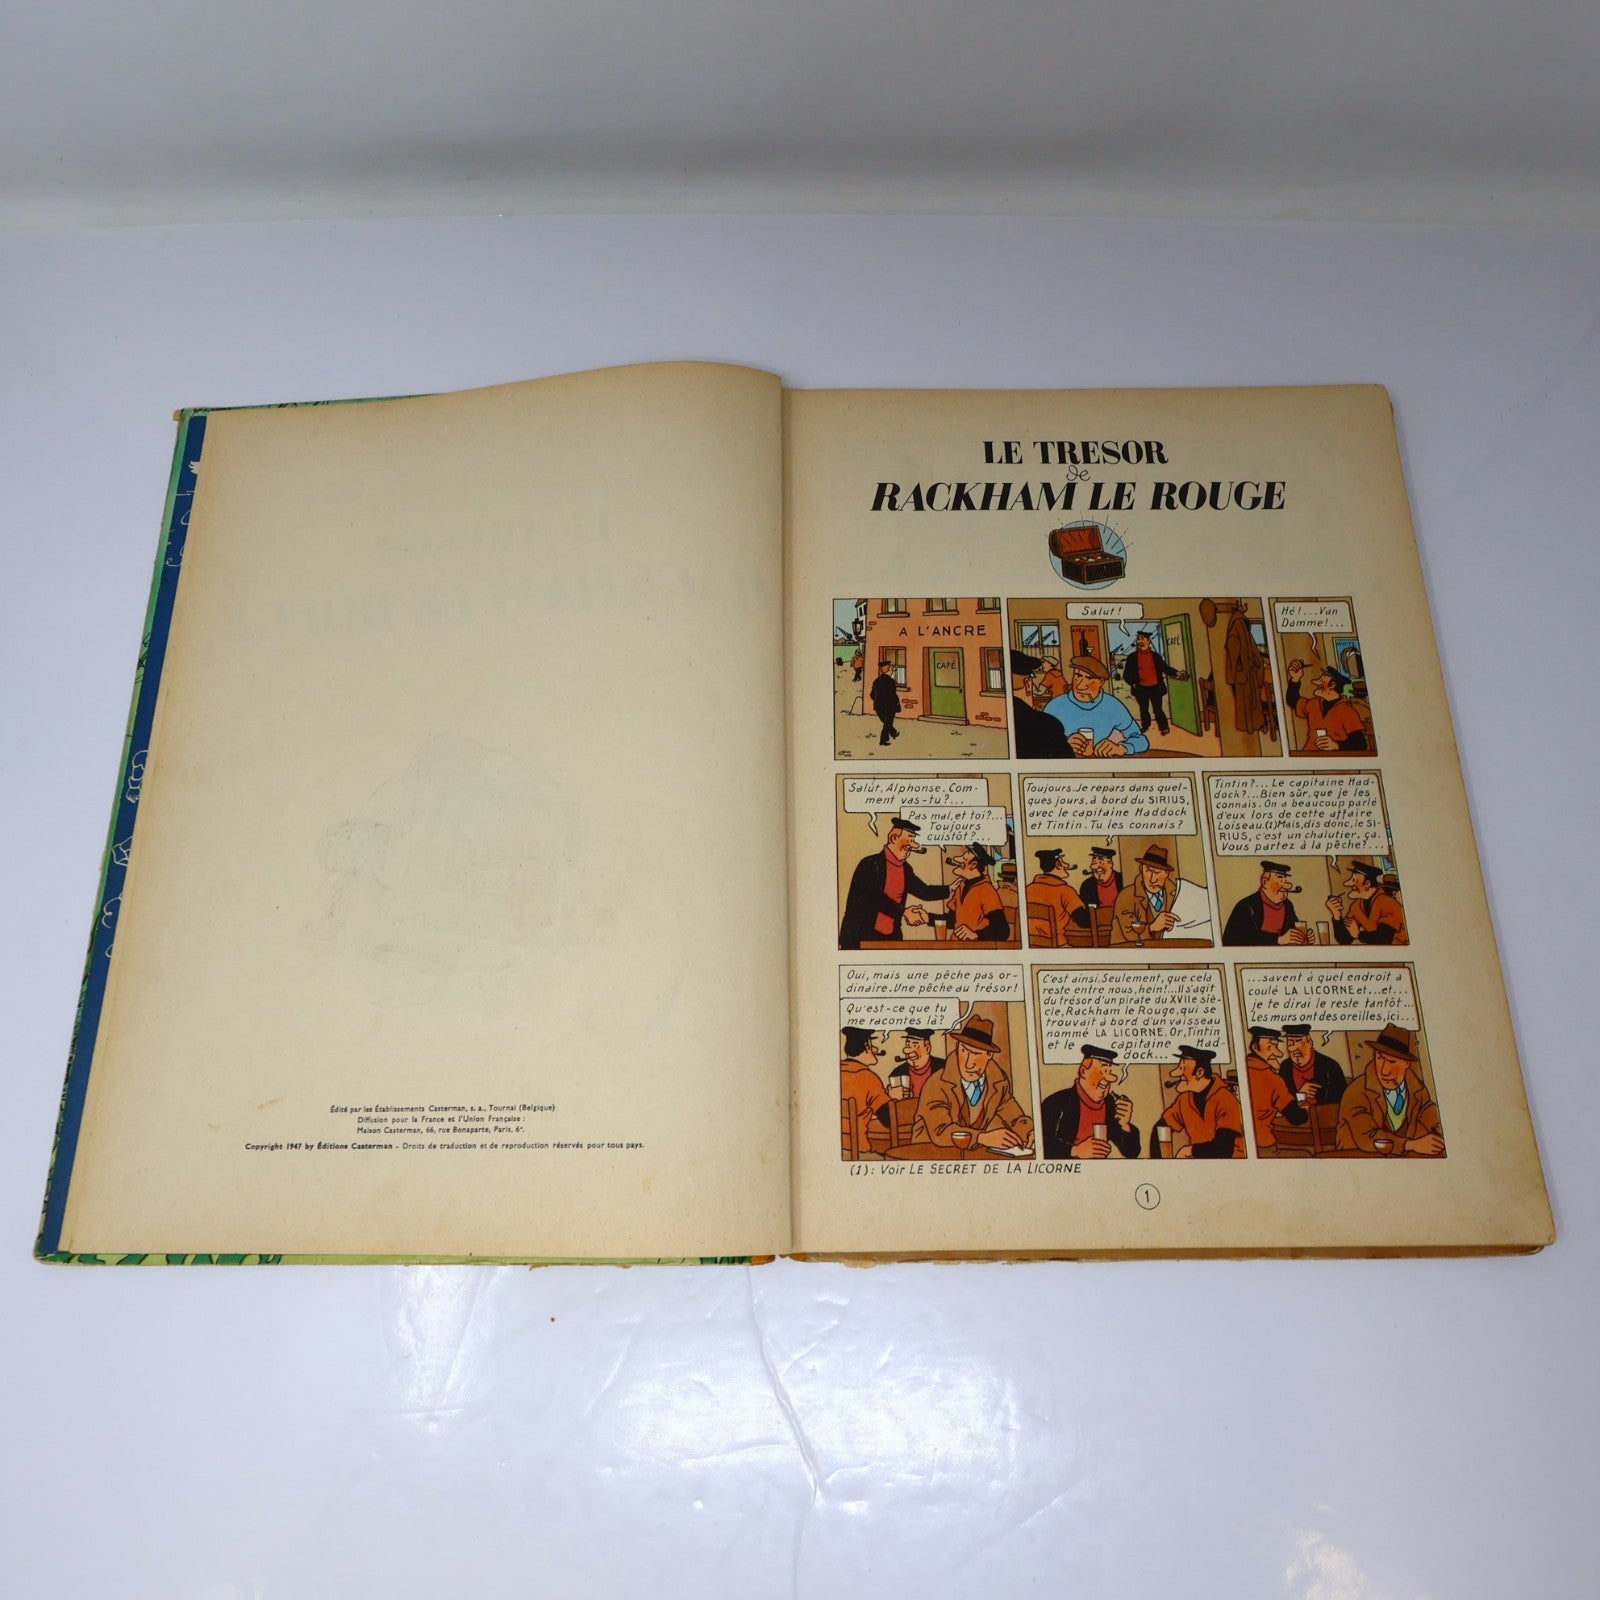 Édité par les Établissements Casterman, s. a., Tournai (Belgique)
Diffusion pour la France et l'Union Française :
Maison Casterman, 66, rue Bonaparte, Paris, 6e.
Copyright 1947 by Éditions Casterman – Droits de traduction et de reproduction réservés pour tous pays.
LE TRESOR
de
RACKHAM LE ROUGE
A L'ANCRE
CAFÉ
Salut!
CAFÉ
Hé!...Van
Damme!...
Salut, Alphonse. Com-
ment vas-tu?...
Pas mal, et toi?...
Toujours
cuistôt?...
Toujours. Je repars dans quel-
ques jours, à bord du SIRIUS,
avec le capitaine Haddock
et Tintin. Tu les connais?
Tintin?... Le capitaine Had-
dock?...Bien sûr, que je les
connais. On a beaucoup parlé
d'eux lors de cette affaire
Loiseau.(1)Mais, dis donc, le SI-
RIUS, c'est un chalutier, ça.
Vous partez à la pêche?...
Oui, mais une pêche pas or-
dinaire. Une pêche au trésor!
Qu'est-ce que tu
me racontes là?
C'est ainsi. Seulement, que cela
reste entre nous, hein!...Il s'agit
du trésor d'un pirate du XVIIe siè-
cle, Rackham le Rouge, qui se
trouvait à bord d'un vaisseau
nommé LA LICORNE. Or, Tintin
et le capitaine Had-
dock...
...savent à quel endroit a
coulé LA LICORNE et...et...
je te dirai le reste tantôt...
Les murs ont des oreilles, ici...
(1): Voir LE SECRET DE LA LICORNE
1